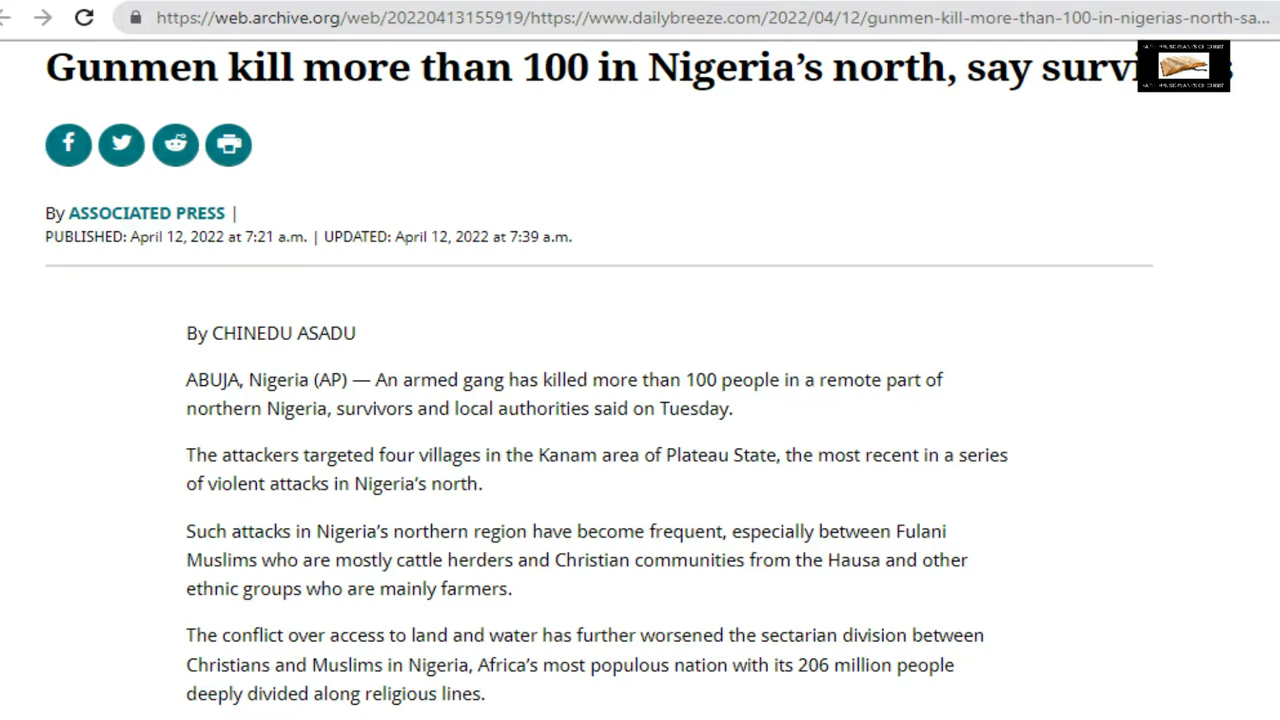 https://web.archive.org/web/20220413155919/https://www.dailybreeze.com/2022/04/12/gunmen-kill-more-than-100-in-nigerias-north-sa...
Gunmen kill more than 100 in Nigeria's north, say
By ASSOCIATED PRESS |
PUBLISHED: April 12, 2022 at 7:21 a.m. | UPDATED: April 12, 2022 at 7:39 a.m.
By CHINEDU ASADU
ABUJA, Nigeria (AP) — An armed gang has killed more than 100 people in a remote part of
northern Nigeria, survivors and local authorities said on Tuesday.
The attackers targeted four villages in the Kanam area of Plateau State, the most recent in a series
of violent attacks in Nigeria's north.
Such attacks in Nigeria's northern region have become frequent, especially between Fulani
Muslims who are mostly cattle herders and Christian communities from the Hausa and other
ethnic groups who are mainly farmers.
The conflict over access to land and water has further worsened the sectarian division between
Christians and Muslims in Nigeria, Africa's most populous nation with its 206 million people
deeply divided along religious lines.